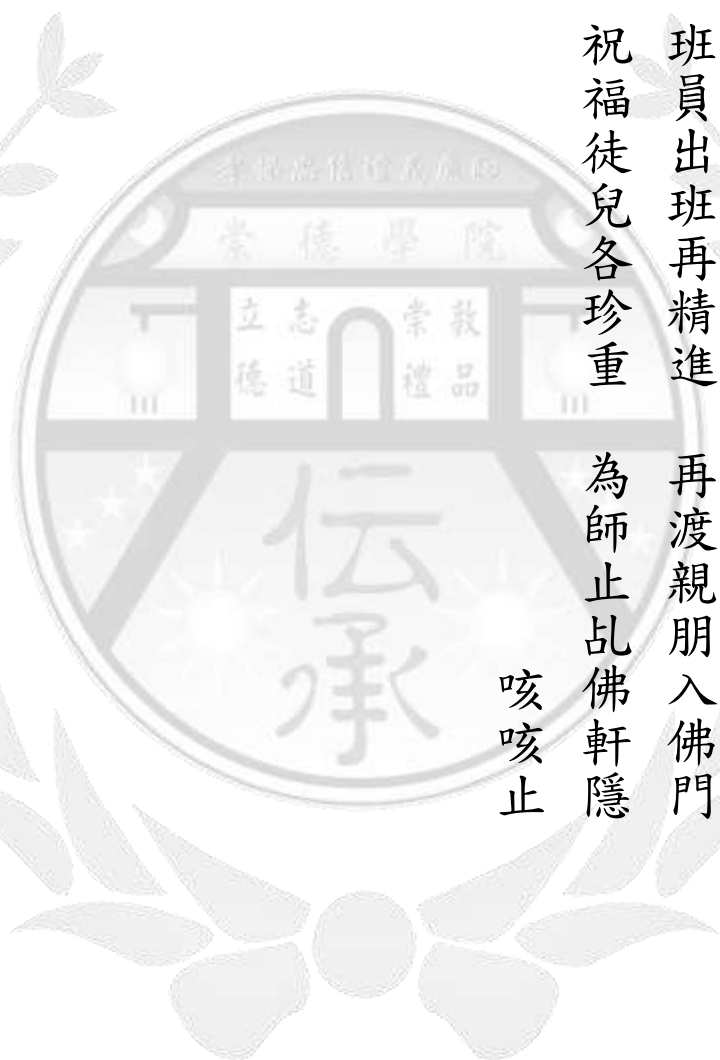 班員出班再精進　再渡親朋入佛門
祝福徒兒各珍重　為師止乩佛軒隱
咳咳止
崇德學院
立志崇敦
德道禮品
伝承